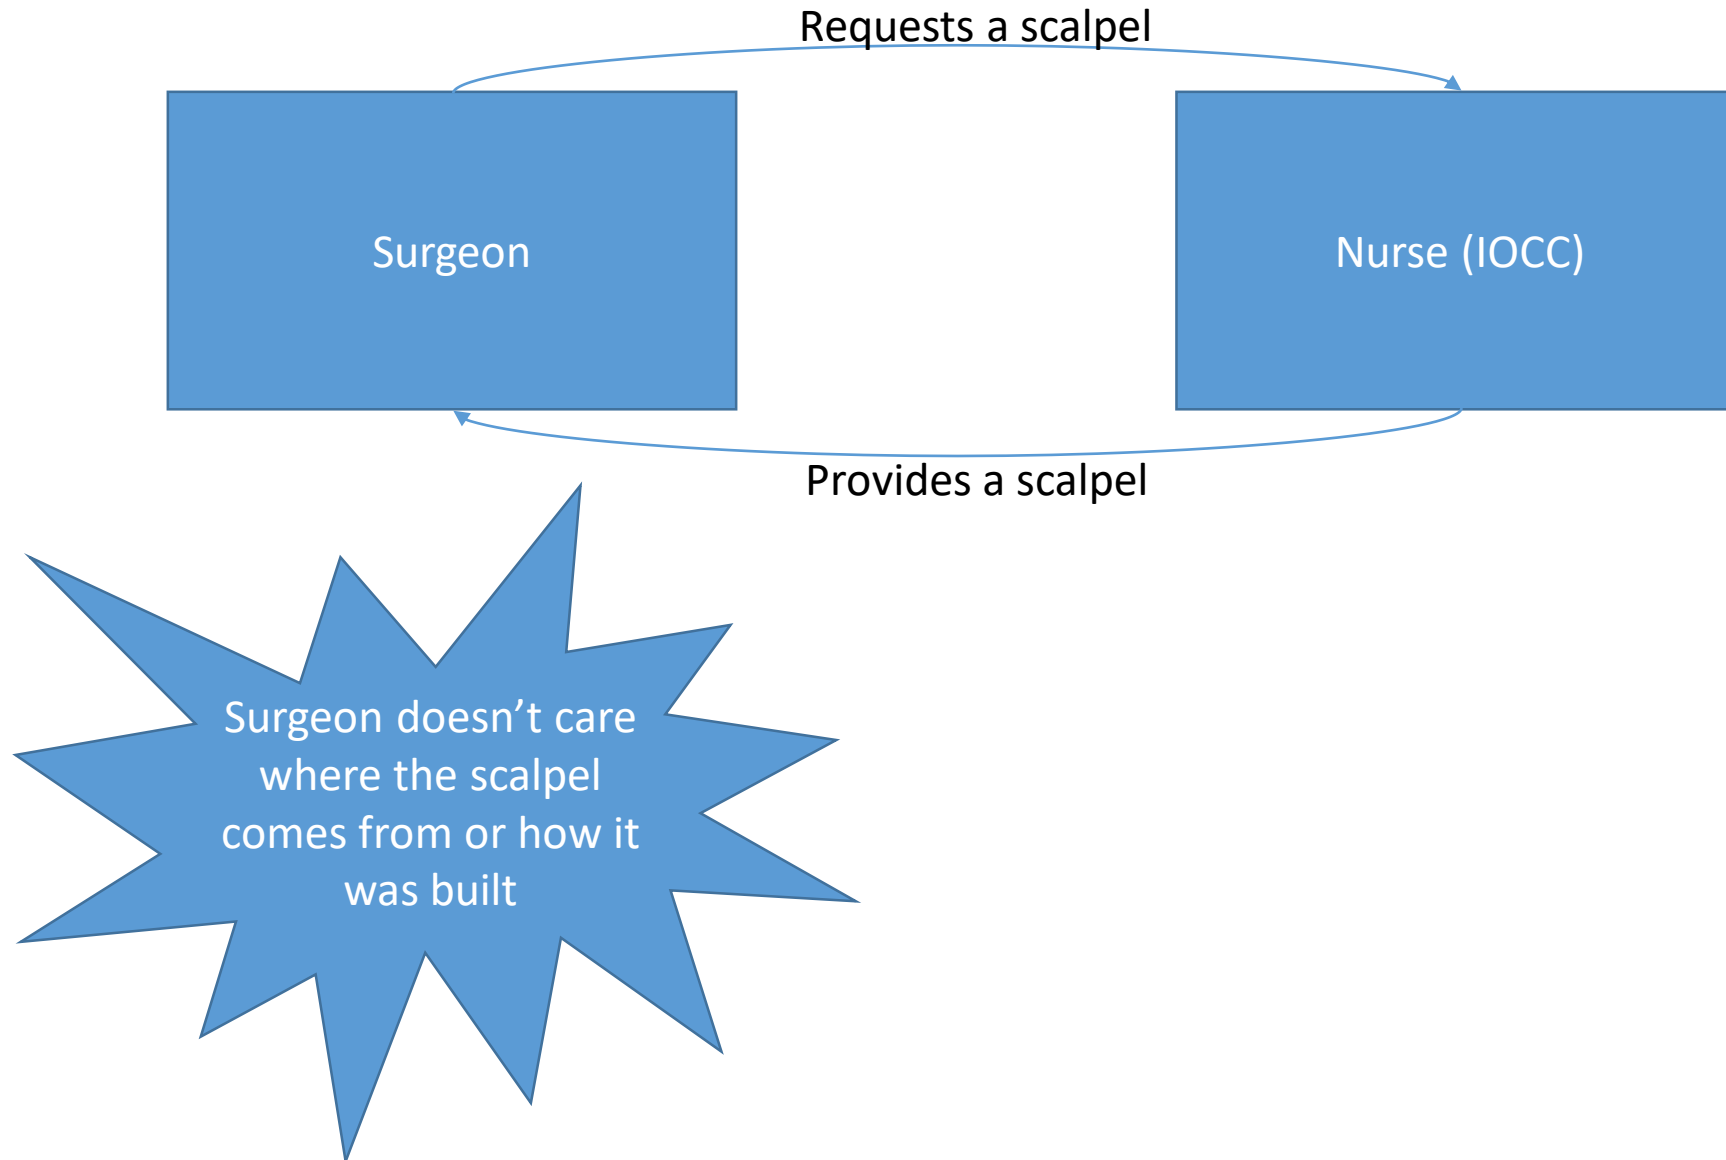 Requests a scalpel
Surgeon
Nurse (IOCC)
Provides a scalpel
Surgeon doesn’t care
where the scalpel
comes from or how it
was built